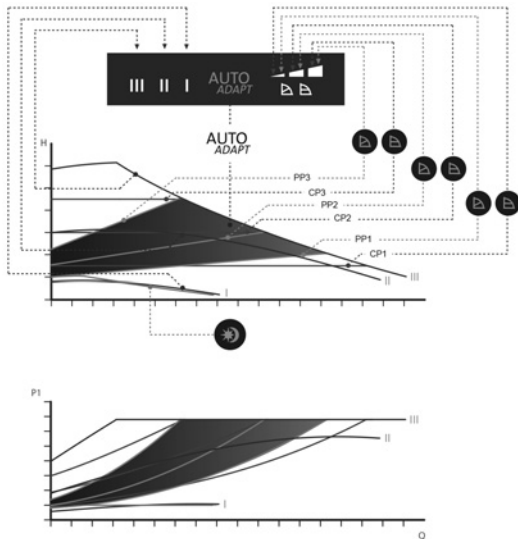 III II I AUTO
ADAPT
AUTO
ADAPT
H
PP3
CP3
PP2
CP2
PP1
CP1
III
II
I
P1
III
II
I
Q